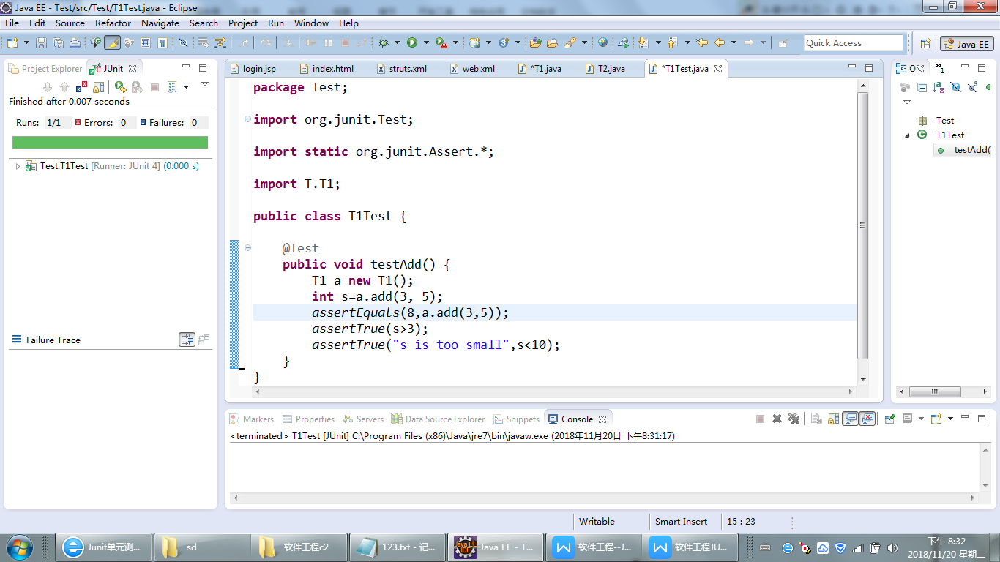 Java EE - Test/src/Test/T1Test.java - Eclipse
File Edit Source Refactor Navigate Search Project Run Window Help
Quick Access
Java EE
Project Explorer
JUnit
login.jsp
index.html
struts.xml
web.xml
*T1.java
T2.java
*T1Test.java
Finished after 0.007 seconds
Runs: 1/1 Errors: 0 Failures: 0
Test.T1Test [Runner: JUnit 4] (0.000 s)
Failure Trace
package Test;
import org.junit.Test;
import static org.junit.Assert.*;
import T.T1;
public class T1Test {
@Test
public void testAdd() {
T1 a=new T1();
int s=a.add(3, 5);
assertEquals(8,a.add(3,5));
assertTrue(s>3);
assertTrue("s is too small",s<10);
}
}
Test
T1Test
testAdd(
Markers
Properties
Servers
Data Source Explorer
Snippets
Console
<terminated> T1Test [JUnit] C:\Program Files (x86)\Java\jre7\bin\javaw.exe (2018年11月20日 下午8:31:17)
Writable
Smart Insert
15 : 23
Junit单元测...
sd
软件工程c2
123.txt - 记...
Java EE - T...
软件工程--J...
软件工程JU...
下午 8:32
2018/11/20 星期二